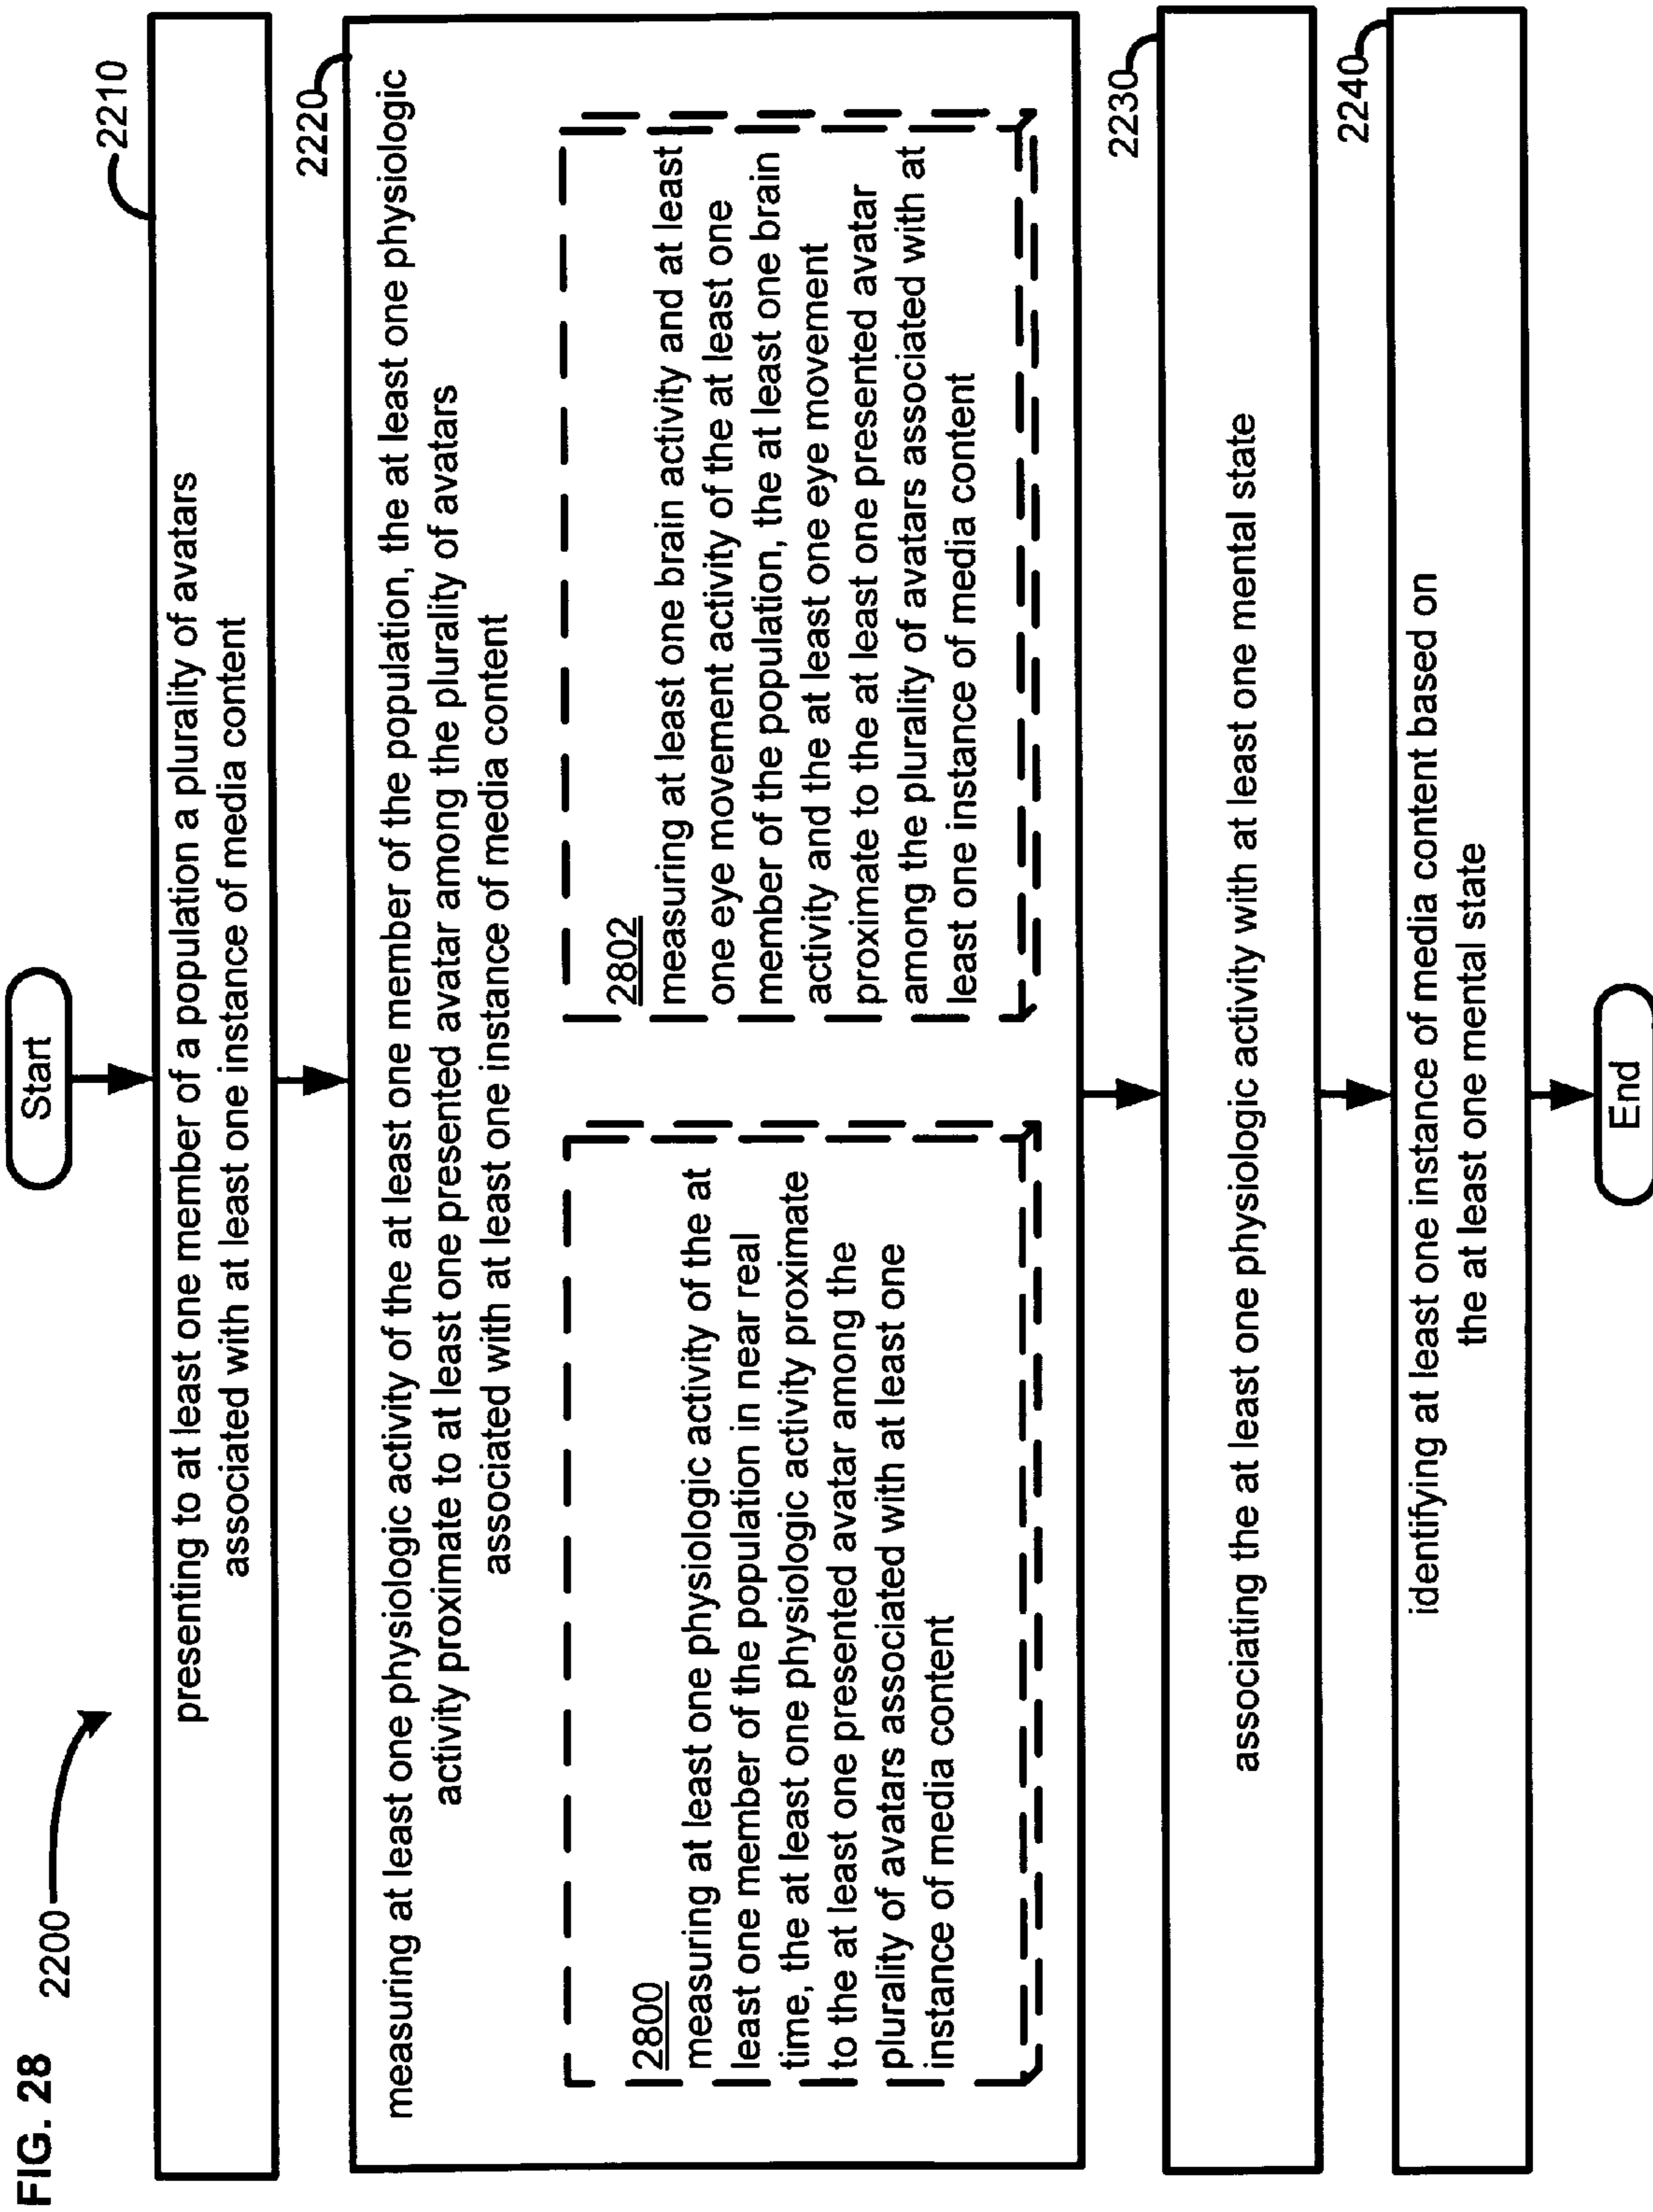 FIG. 28
2200
Start
2210
presenting to at least one member of a population a plurality of avatars
associated with at least one instance of media content
2220
measuring at least one physiologic activity of the at least one member of the population, the at least one physiologic
activity proximate to at least one presented avatar among the plurality of avatars
associated with at least one instance of media content
2800
measuring at least one physiologic activity of the at
least one member of the population in near real
time, the at least one physiologic activity proximate
to the at least one presented avatar among the
plurality of avatars associated with at least one
instance of media content
2802
measuring at least one brain activity and at least
one eye movement activity of the at least one
member of the population, the at least one brain
activity and the at least one eye movement
proximate to the at least one presented avatar
among the plurality of avatars associated with at
least one instance of media content
2230
associating the at least one physiologic activity with at least one mental state
2240
identifying at least one instance of media content based on
the at least one mental state
End